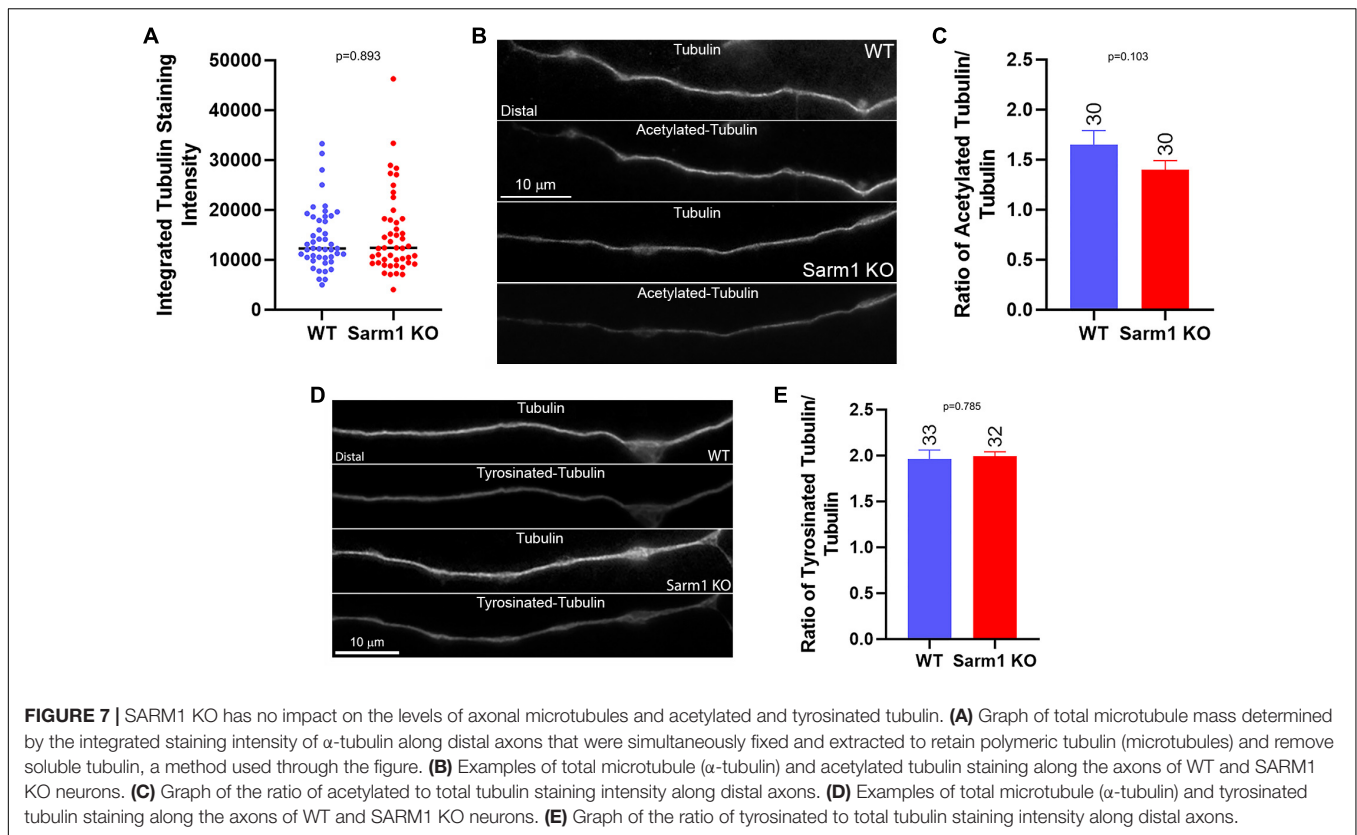 A
p=0.893
Integrated Tubulin Staining
Intensity
50000
40000
30000
20000
10000
0
WT Sarm1 KO
B
Tubulin
WT
Distal
Acetylated-Tubulin
10 μm
Tubulin
Sarm1 KO
Acetylated-Tubulin
C
p=0.103
Ratio of Acetylated Tubulin/
Tubulin
2.5
2.0
1.5
1.0
0.5
0.0
30
30
WT Sarm1 KO
D
Tubulin
Distal
WT
Tyrosinated-Tubulin
Tubulin
Sarm1 KO
Tyrosinated-Tubulin
10 μm
E
p=0.785
Ratio of Tyrosinated Tubulin/
Tubulin
2.5
2.0
1.5
1.0
0.5
0.0
33
32
WT Sarm1 KO
FIGURE 7 | SARM1 KO has no impact on the levels of axonal microtubules and acetylated and tyrosinated tubulin. (A) Graph of total microtubule mass determined
by the integrated staining intensity of α-tubulin along distal axons that were simultaneously fixed and extracted to retain polymeric tubulin (microtubules) and remove
soluble tubulin, a method used through the figure. (B) Examples of total microtubule (α-tubulin) and acetylated tubulin staining along the axons of WT and SARM1
KO neurons. (C) Graph of the ratio of acetylated to total tubulin staining intensity along distal axons. (D) Examples of total microtubule (α-tubulin) and tyrosinated
tubulin staining along the axons of WT and SARM1 KO neurons. (E) Graph of the ratio of tyrosinated to total tubulin staining intensity along distal axons.